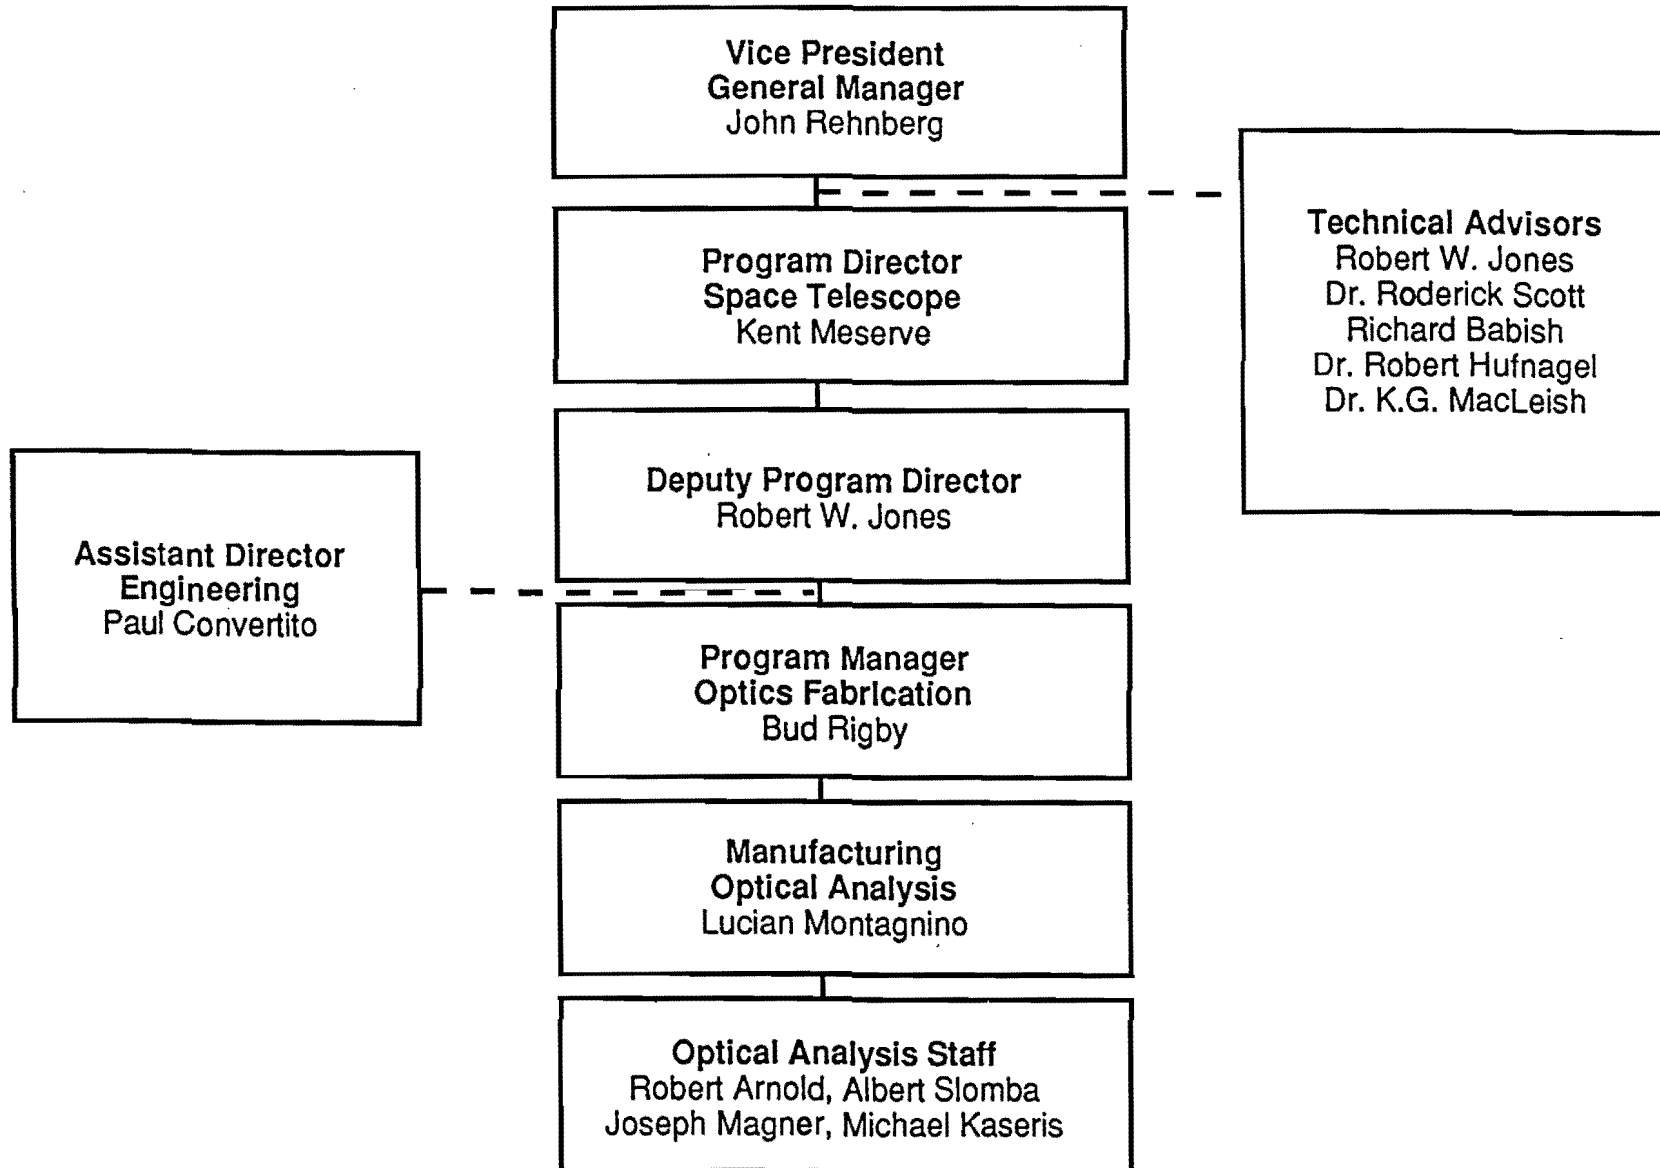 Vice President
General Manager
John Rehnberg
Technical Advisors
Robert W. Jones
Dr. Roderick Scott
Richard Babish
Dr. Robert Hufnagel
Dr. K.G. MacLeish
Program Director
Space Telescope
Kent Meserve
Deputy Program Director
Robert W. Jones
Assistant Director
Engineering
Paul Convertito
Program Manager
Optics Fabrication
Bud Rigby
Manufacturing
Optical Analysis
Lucian Montagnino
Optical Analysis Staff
Robert Arnold, Albert Slomba
Joseph Magner, Michael Kaseris